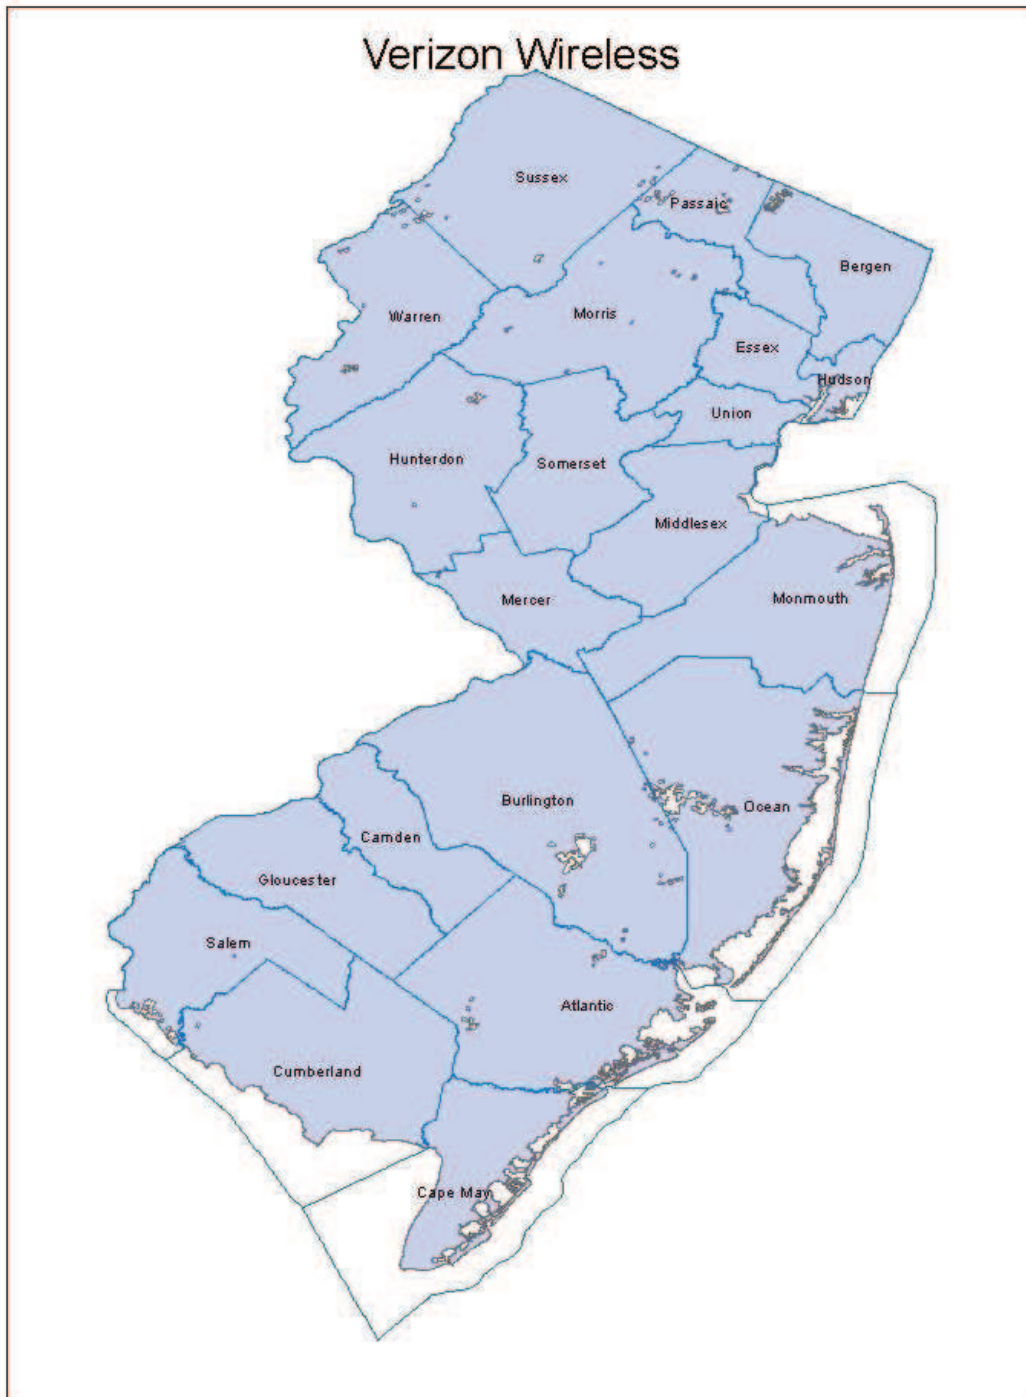 Verizon Wireless
Sussex
Passaic
Bergen
Warren
Morris
Essex
Hudson
Union
Hunterdon
Somerset
Middlesex
Mercer
Monmouth
Burlington
Ocean
Camden
Gloucester
Salem
Atlantic
Cumberland
Cape May